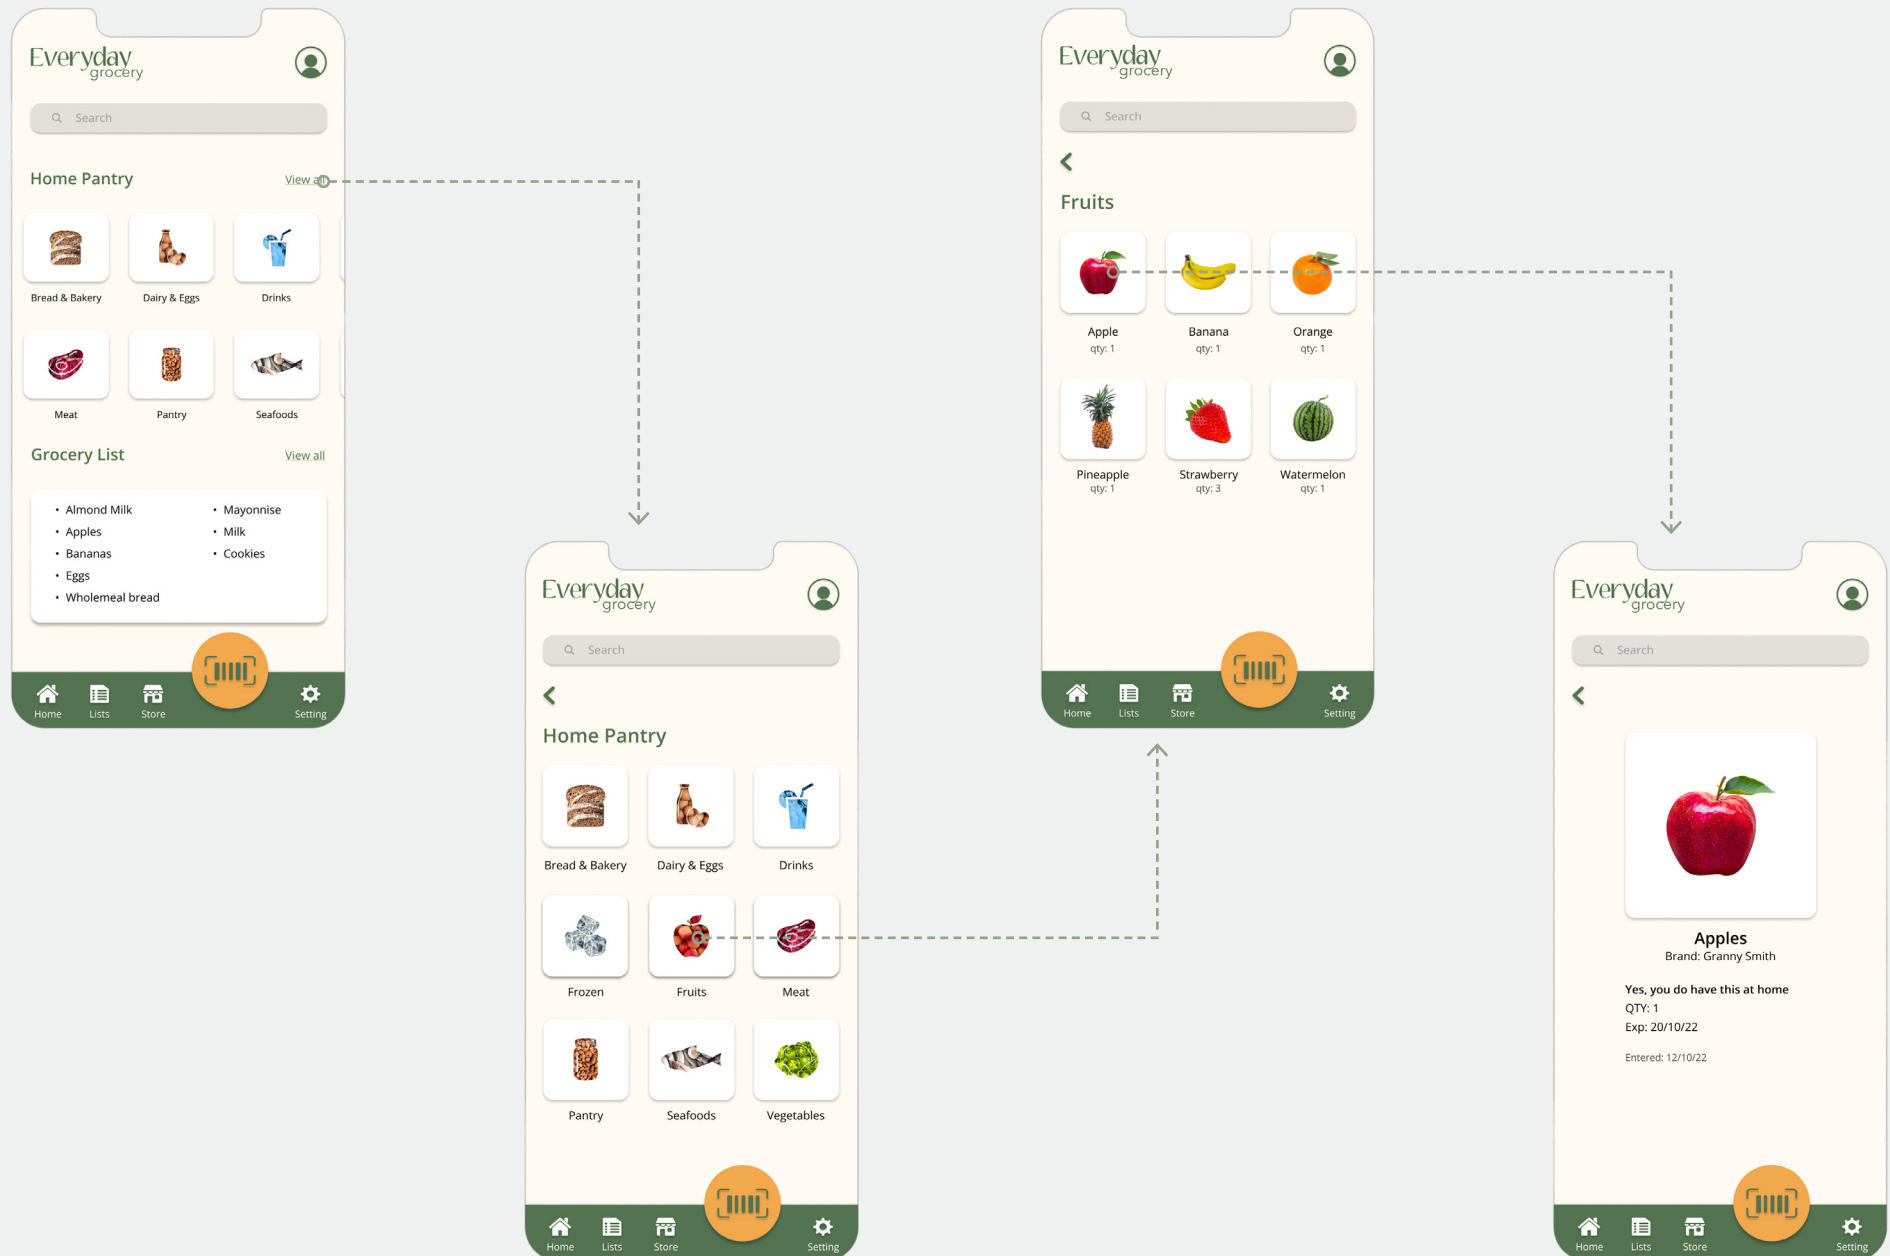 Everyday
grocery
Search
Home Pantry
View all
Bread & Bakery
Dairy & Eggs
Drinks
Meat
Pantry
Seafoods
Grocery List
View all
• Almond Milk
• Apples
• Bananas
• Eggs
• Wholemeal bread
• Mayonnise
• Milk
• Cookies
Home
Lists
Store
Setting
Everyday
grocery
Search
Home Pantry
Bread & Bakery
Dairy & Eggs
Drinks
Frozen
Fruits
Meat
Pantry
Seafoods
Vegetables
Home
Lists
Store
Setting
Everyday
grocery
Search
Fruits
Apple
qty: 1
Banana
qty: 1
Orange
qty: 1
Pineapple
qty: 1
Strawberry
qty: 3
Watermelon
qty: 1
Home
Lists
Store
Setting
Everyday
grocery
Search
Apples
Brand: Granny Smith
Yes, you do have this at home
QTY: 1
Exp: 20/10/22
Entered: 12/10/22
Home
Lists
Store
Setting